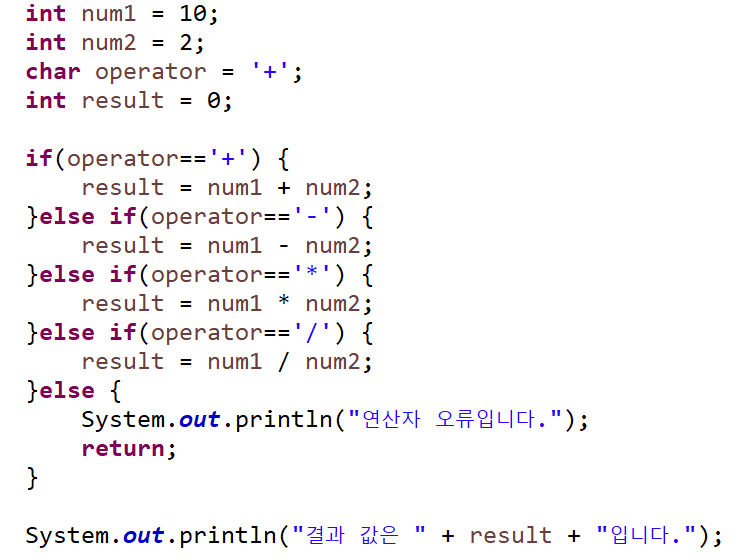 int num1 = 10;
int num2 = 2;
char operator = '+';
int result = 0;

if(operator=='+') {
    result = num1 + num2;
}else if(operator=='-') {
    result = num1 - num2;
}else if(operator=='*') {
    result = num1 * num2;
}else if(operator=='/') {
    result = num1 / num2;
}else {
    System.out.println("연산자 오류입니다.");
    return;
}

System.out.println("결과 값은 " + result + "입니다.");